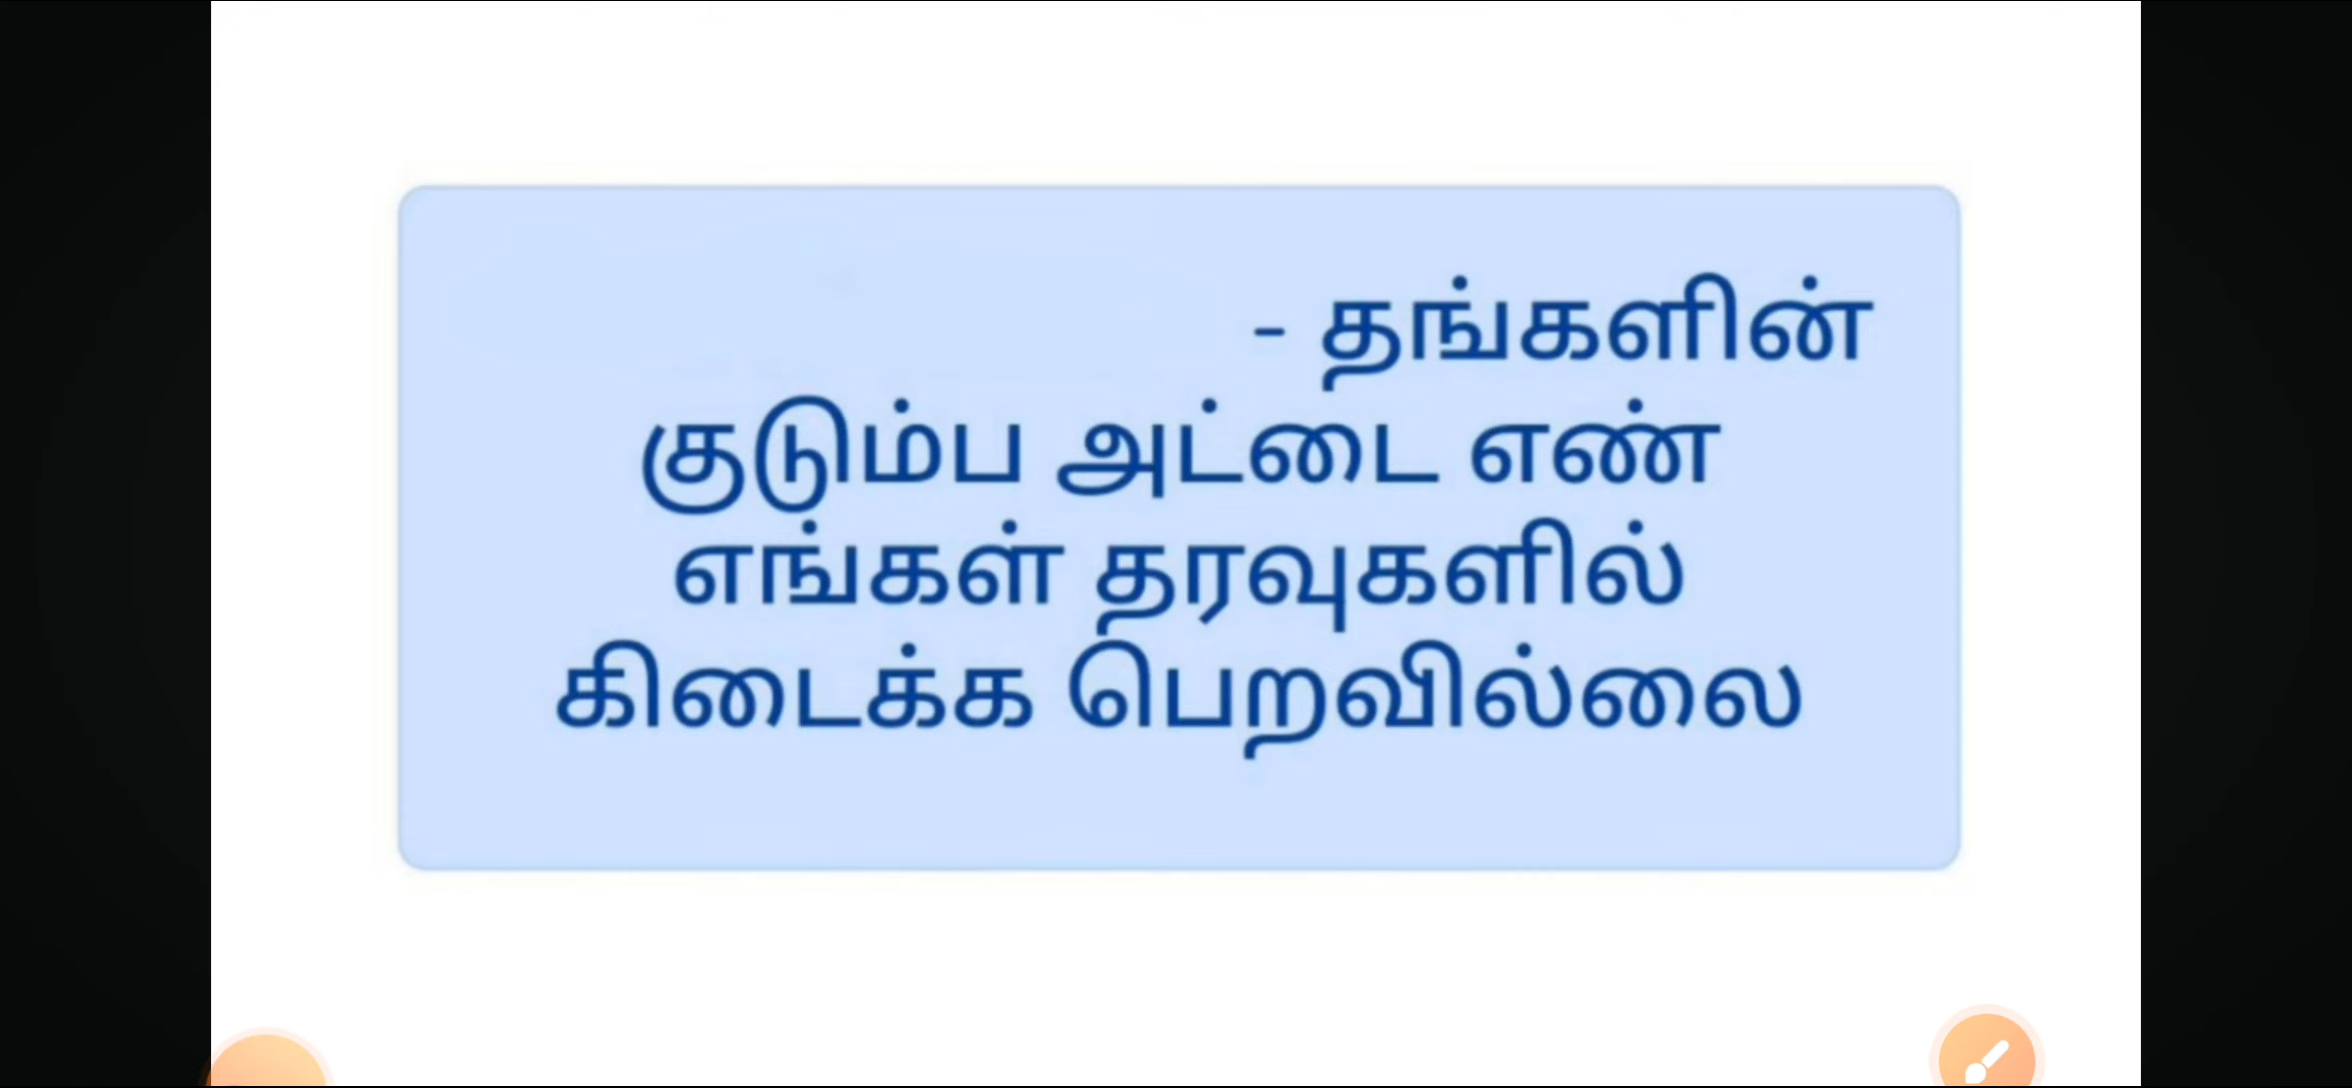 - தங்களின்
குடும்ப அட்டை எண்
எங்கள் தரவுகளில்
கிடைக்க பெறவில்லை